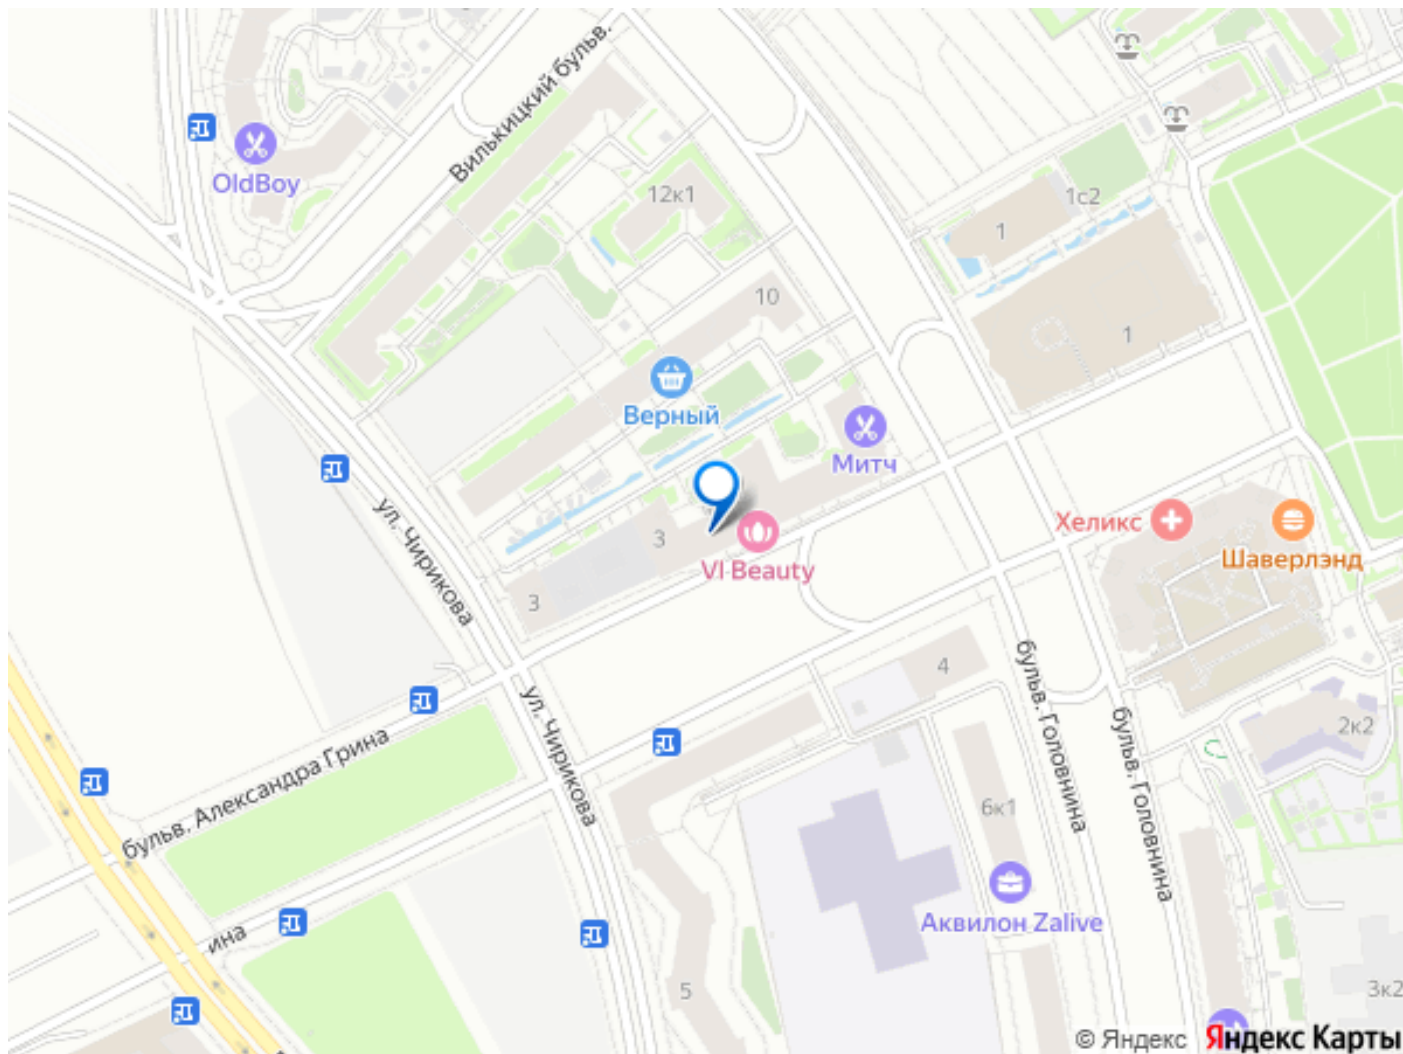 Вилькицкий бульв.
OldBoy
12к1
1с2
1
10
1
Верный
Митч
ул. Чирикова
3
Хеликс
Шаверлэнд
VI Beauty
3
бульв. Головнина
4
ул. Чирикова
бульв. Головнина
2к2
бульв. Александра Грина
6к1
Аквилон Zalive
ина
5
3к2
© Яндекс Яндекс Карты